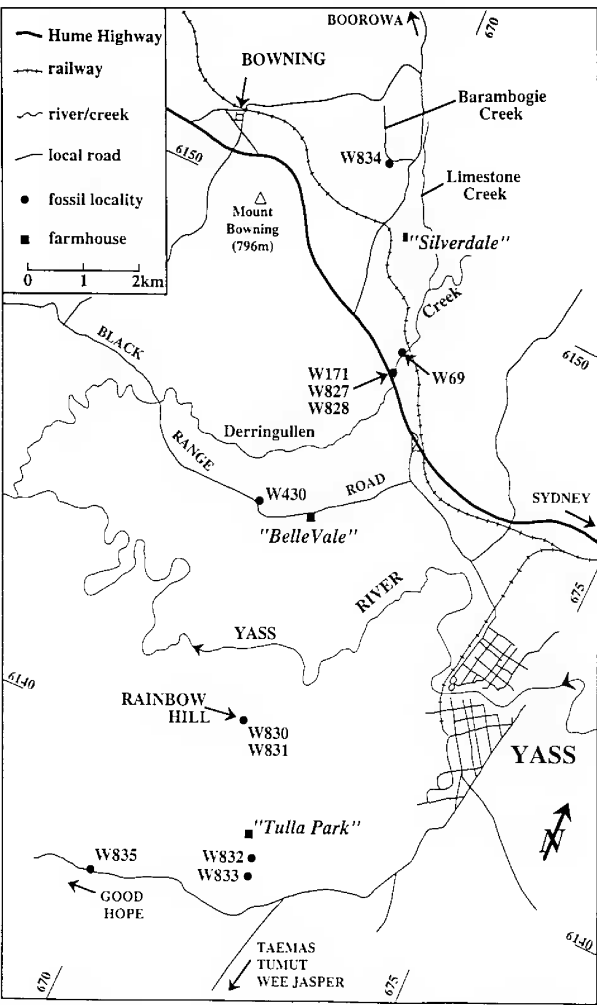 Hume Highway
railway
river/creek
local road
fossil locality
farmhouse
0 1 2km
BOOROWA
670
BOWNING
Barambogie
Creek
6150
W834
Limestone
Creek
Mount
Bowning
(796m)
"Silverdale"
Creek
BLACK
6150
W171
W827
W828
W69
Derringullen
RANGE
ROAD
W430
"BelleVale"
SYDNEY
675
RIVER
YASS
6140
RAINBOW
HILL
W830
W831
YASS
"Tulla Park"
N
W835
W832
W833
GOOD
HOPE
6140
TAEMAS
TUMUT
WEE JASPER
670
675